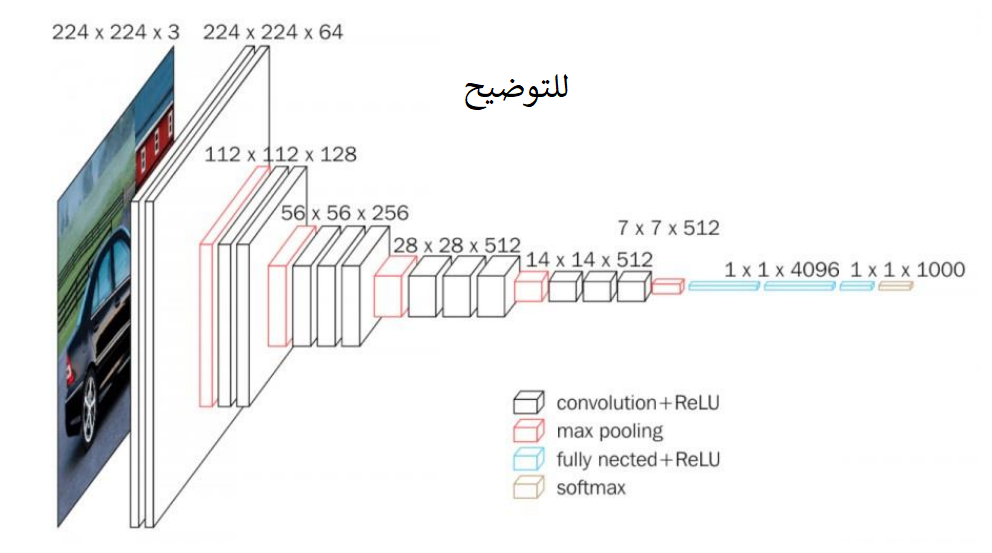 224 x 224 x 3
224 x 224 x 64
للتوضيح
112 x 112 x 128
56 x 56 x 256
28 x 28 x 512
14 x 14 x 512
7 x 7 x 512
1 x 1 x 4096
1 x 1 x 1000
convolution+ReLU
max pooling
fully nected+ReLU
softmax